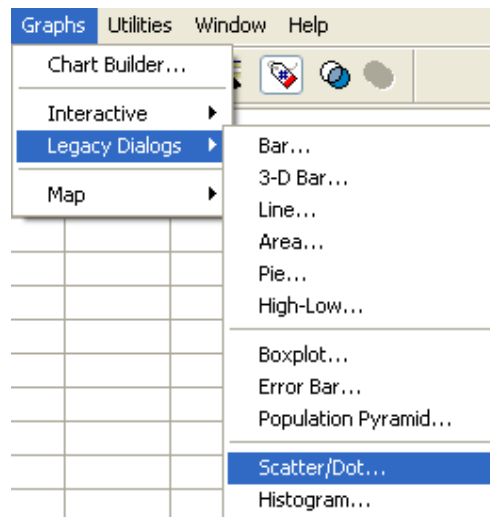 Graphs Utilities Window Help
Chart Builder...
Interactive
Legacy Dialogs
Map
Bar...
3-D Bar...
Line...
Area...
Pie...
High-Low...
Boxplot...
Error Bar...
Population Pyramid...
Scatter/Dot...
Histogram...